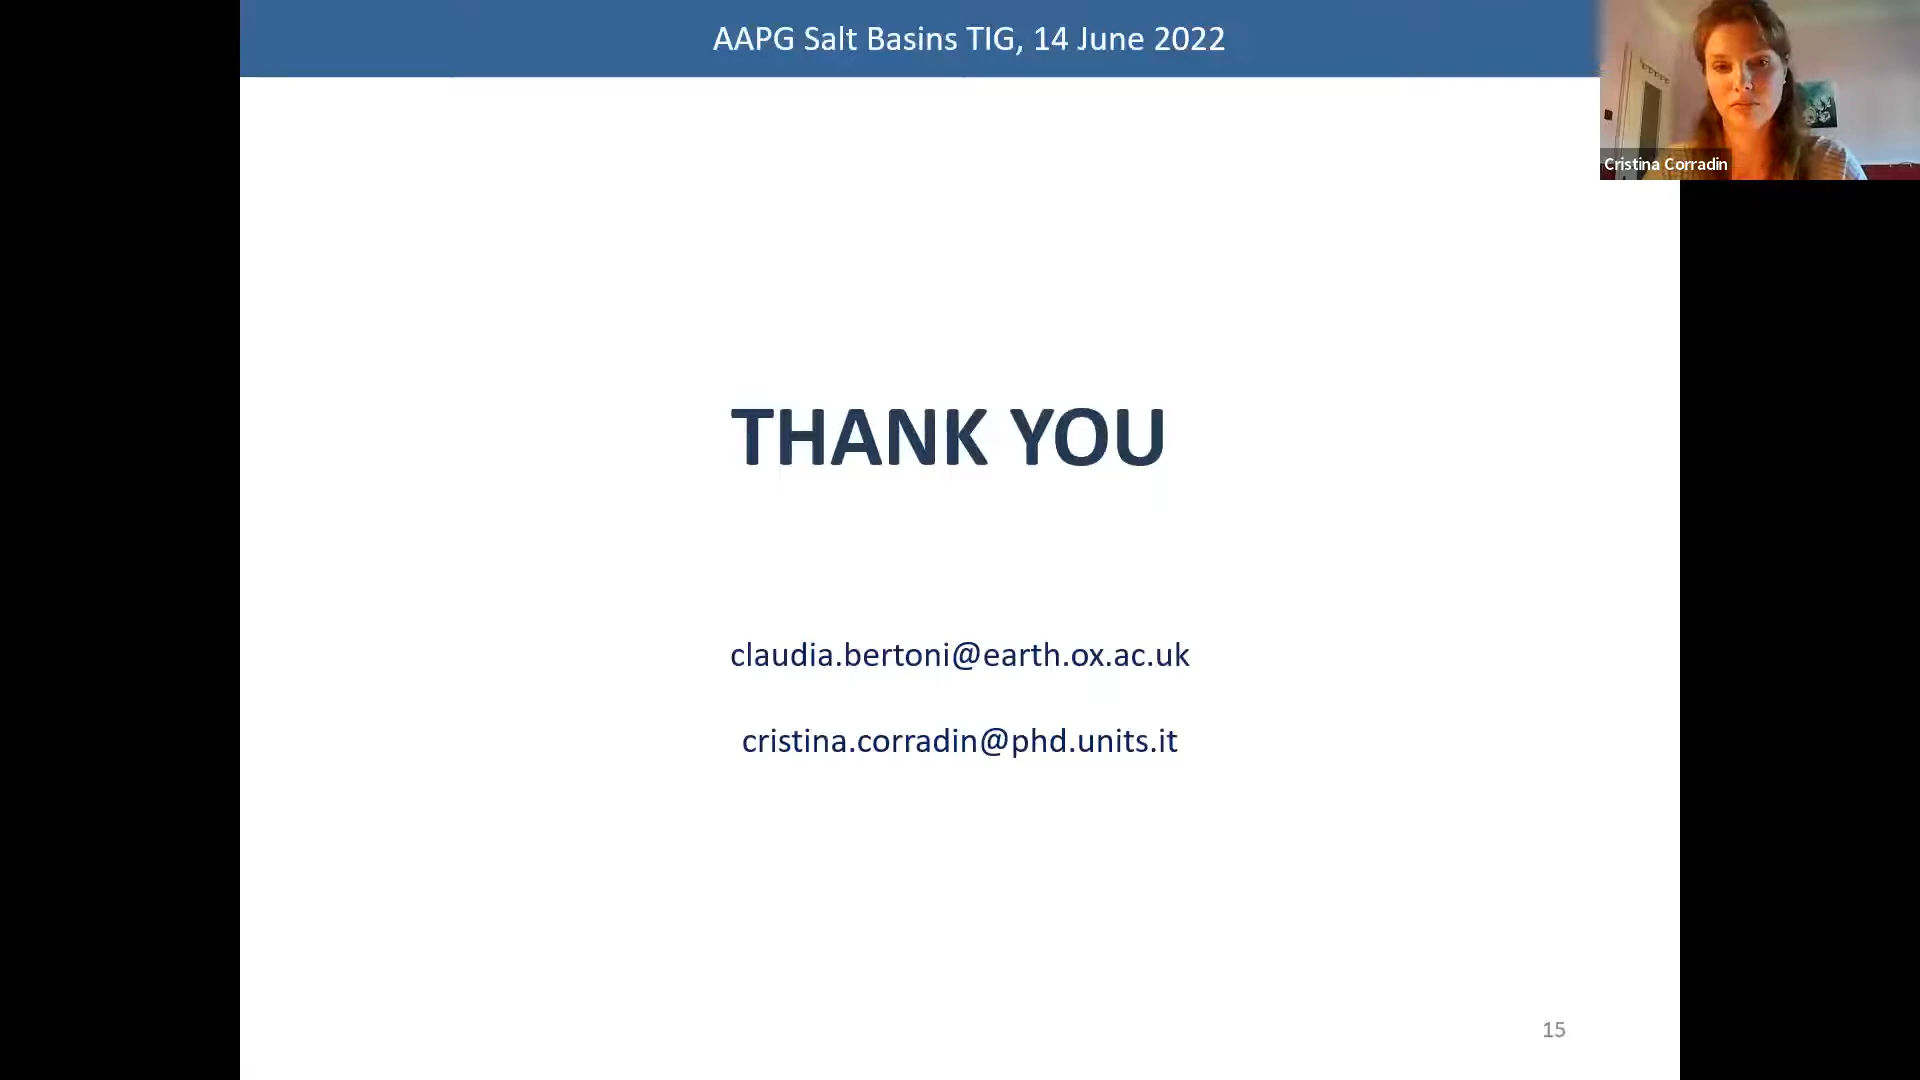 AAPG Salt Basins TIG, 14 June 2022
Cristina Corradin
THANK YOU
claudia.bertoni@earth.ox.ac.uk
cristina.corradin@phd.units.it
15